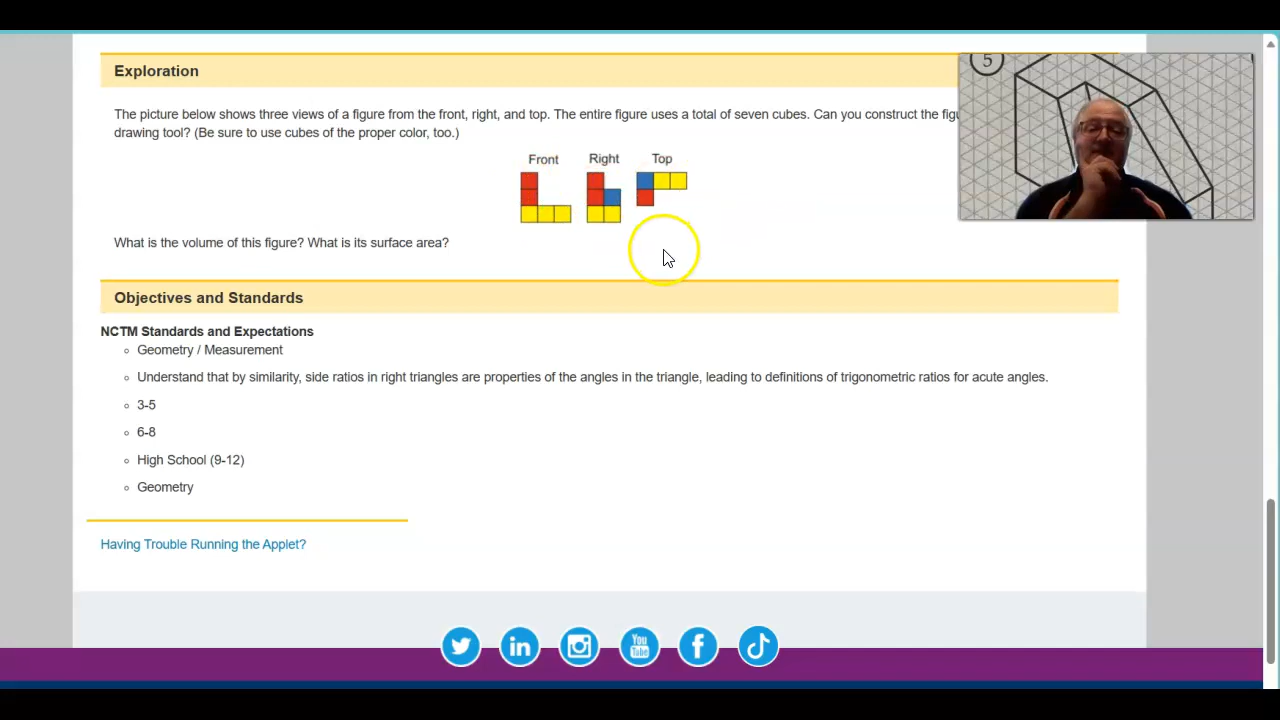 Exploration
5
The picture below shows three views of a figure from the front, right, and top. The entire figure uses a total of seven cubes. Can you construct the
drawing tool? (Be sure to use cubes of the proper color, too.)
Front Right Top
What is the volume of this figure? What is its surface area?
Objectives and Standards
NCTM Standards and Expectations
Geometry / Measurement
Understand that by similarity, side ratios in right triangles are properties of the angles in the triangle, leading to definitions of trigonometric ratios for acute angles.
3-5
6-8
High School (9-12)
Geometry
Having Trouble Running the Applet?
in You Tube f